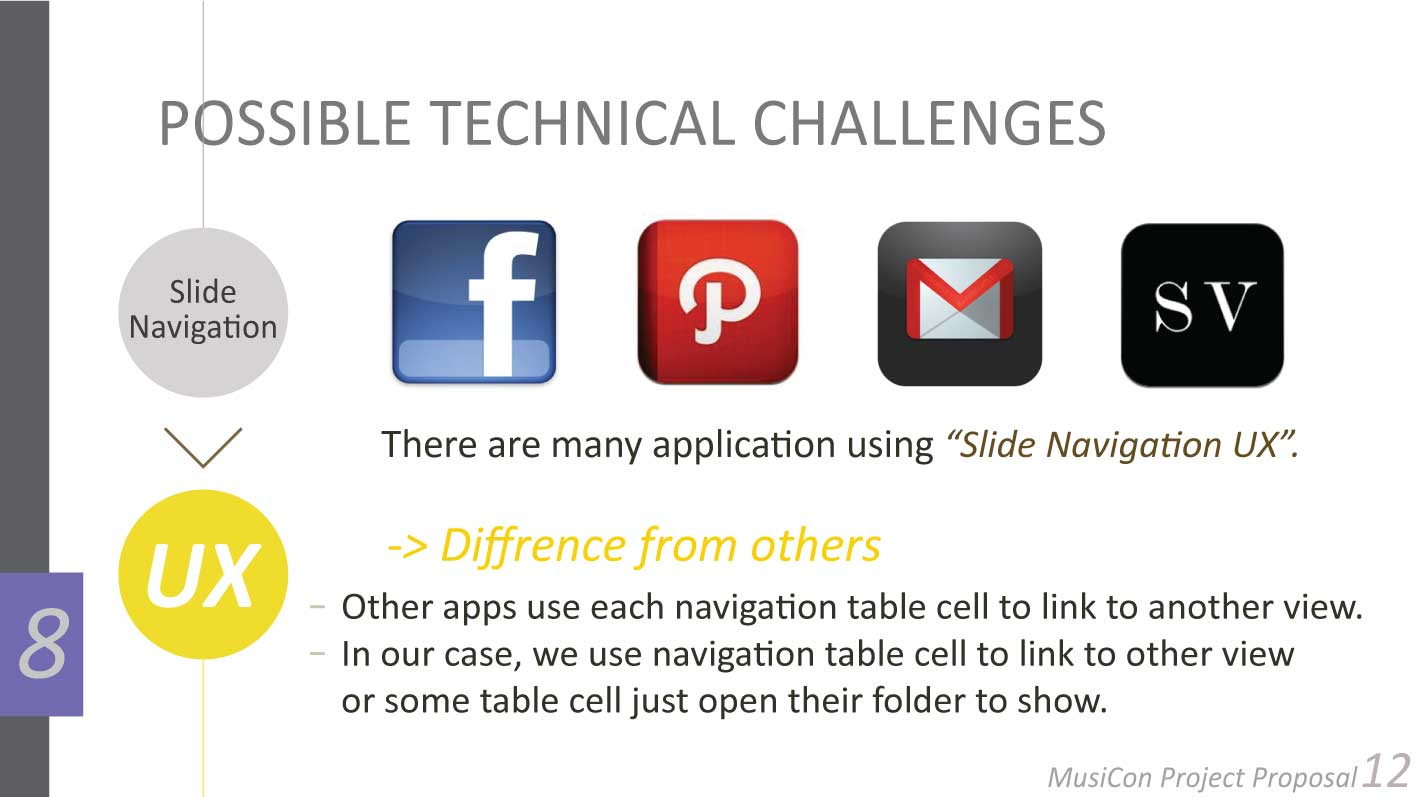 POSSIBLE TECHNICAL CHALLENGES
Slide
Navigation
f
P
M
SV
There are many application using “Slide Navigation UX”.
UX
-> Diffrence from others
– Other apps use each navigation table cell to link to another view.
– In our case, we use navigation table cell to link to other view
or some table cell just open their folder to show.
8
MusiCon Project Proposal 12